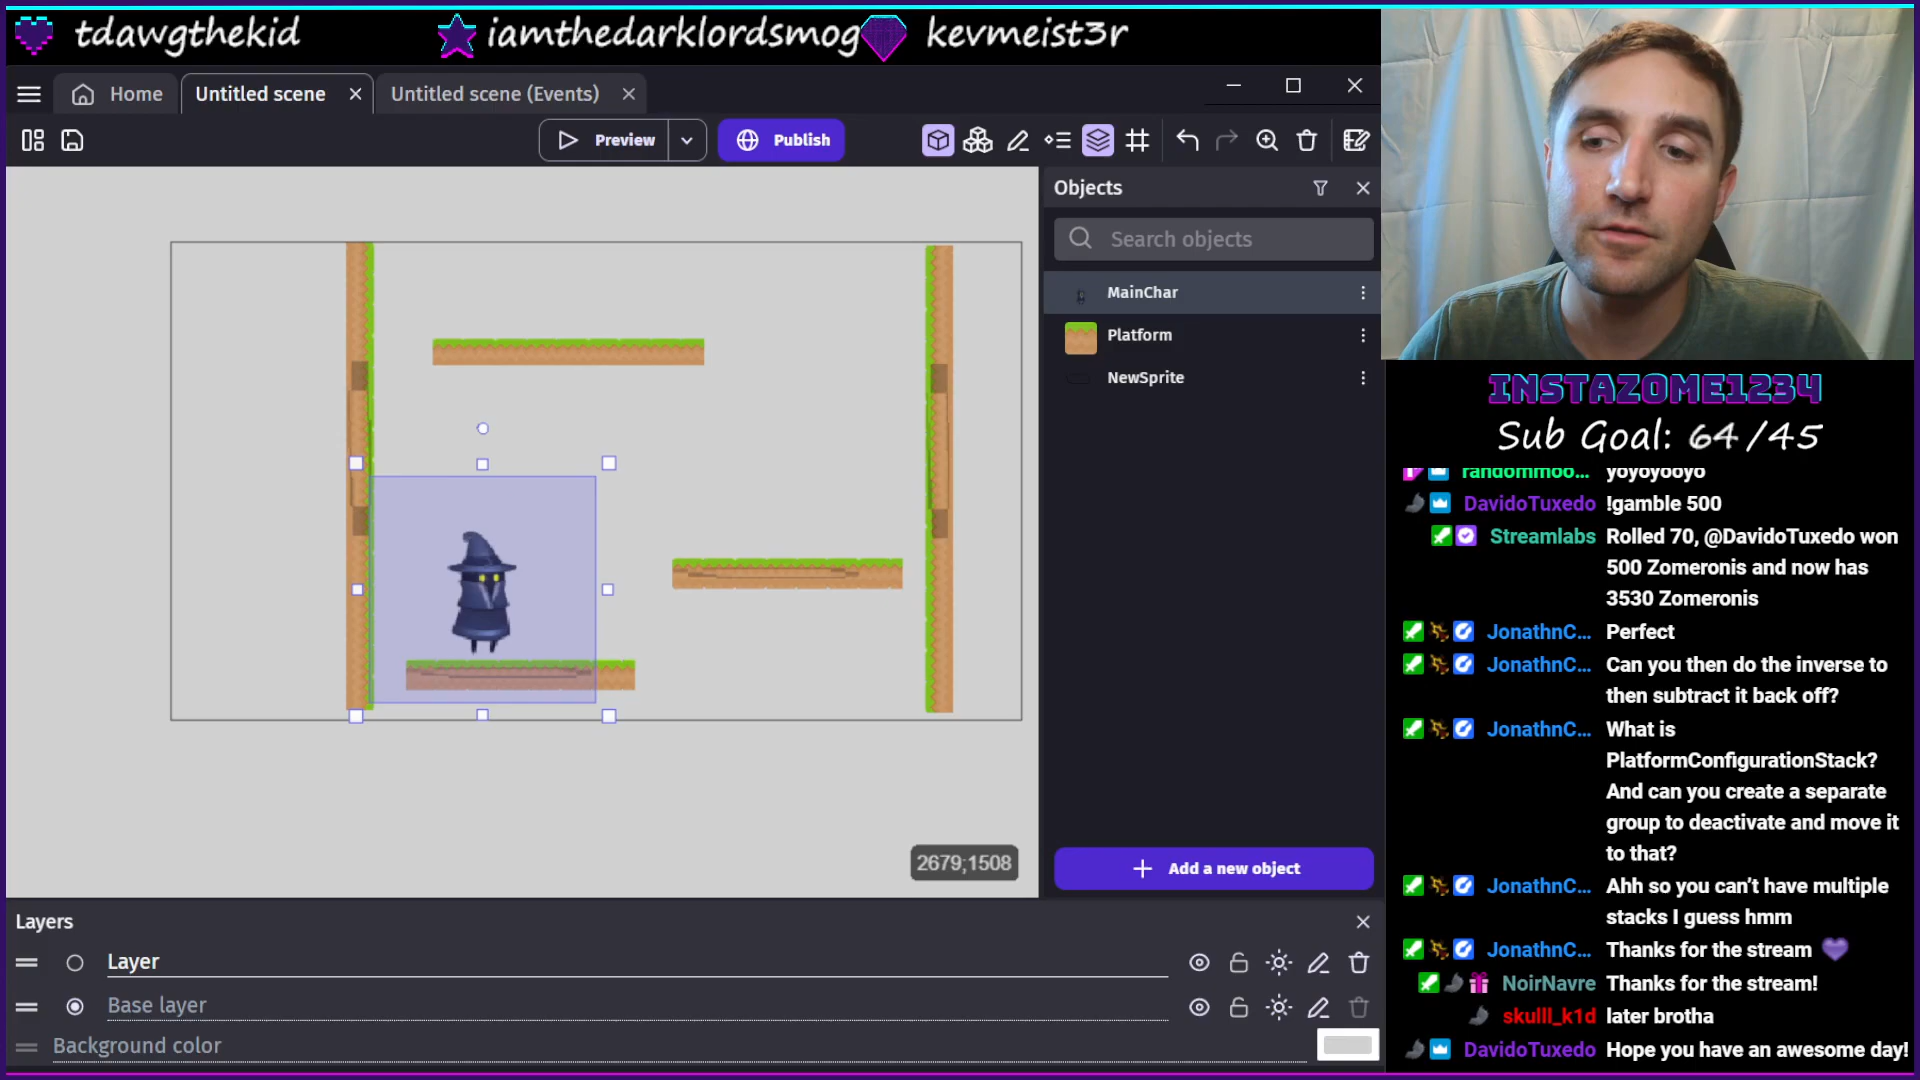 tdawgthekid iamthedarklordsmog kevmeist3r
Home Untitled scene Untitled scene (Events)
Preview Publish
Objects
Search objects
MainChar
Platform
NewSprite
2679;1508
Add a new object
Layers
Layer
Base layer
Background color
INSTAZOME1234
Sub Goal: 64/45
randommoo... yoyoyooyo
DavidoTuxedo !gamble 500
Streamlabs Rolled 70, @DavidoTuxedo won
500 Zomeronis and now has
3530 Zomeronis
JonathnC... Perfect
JonathnC... Can you then do the inverse to
then subtract it back off?
JonathnC... What is
PlatformConfigurationStack?
And can you create a separate
group to deactivate and move it
to that?
JonathnC... Ahh so you can't have multiple
stacks I guess hmm
JonathnC... Thanks for the stream
NoirNavre Thanks for the stream!
skulll_k1d later brotha
DavidoTuxedo Hope you have an awesome day!